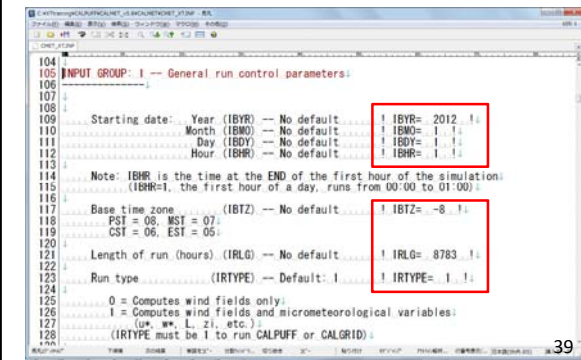 CMET_XT.INP
104
105 INPUT GROUP: 1 -- General run control parameters
106 --------------
107
108
109 Starting date: Year (IBYR) -- No default ! IBYR= 2012 !
110 Month (IBMO) -- No default ! IBMO= 1 !
111 Day (IBDY) -- No default ! IBDY= 1 !
112 Hour (IBHR) -- No default ! IBHR= 1 !
113
114 Note: IBHR is the time at the END of the first hour of the simulation
115 (IBHR=1, the first hour of a day, runs from 00:00 to 01:00)
116
117 Base time zone (IBTZ) -- No default ! IBTZ= -8 !
118 PST = 08, MST = 07
119 CST = 06, EST = 05
120
121 Length of run (hours) (IRLG) -- No default ! IRLG= 8783 !
122
123 Run type (IRTYPE) -- Default: 1 ! IRTYPE= 1 !
124
125 0 = Computes wind fields only
126 1 = Computes wind fields and micrometeorological variables
127 (u*, w*, L, zi, etc.)
128 (IRTYPE must be 1 to run CALPUFF or CALGRID)
39